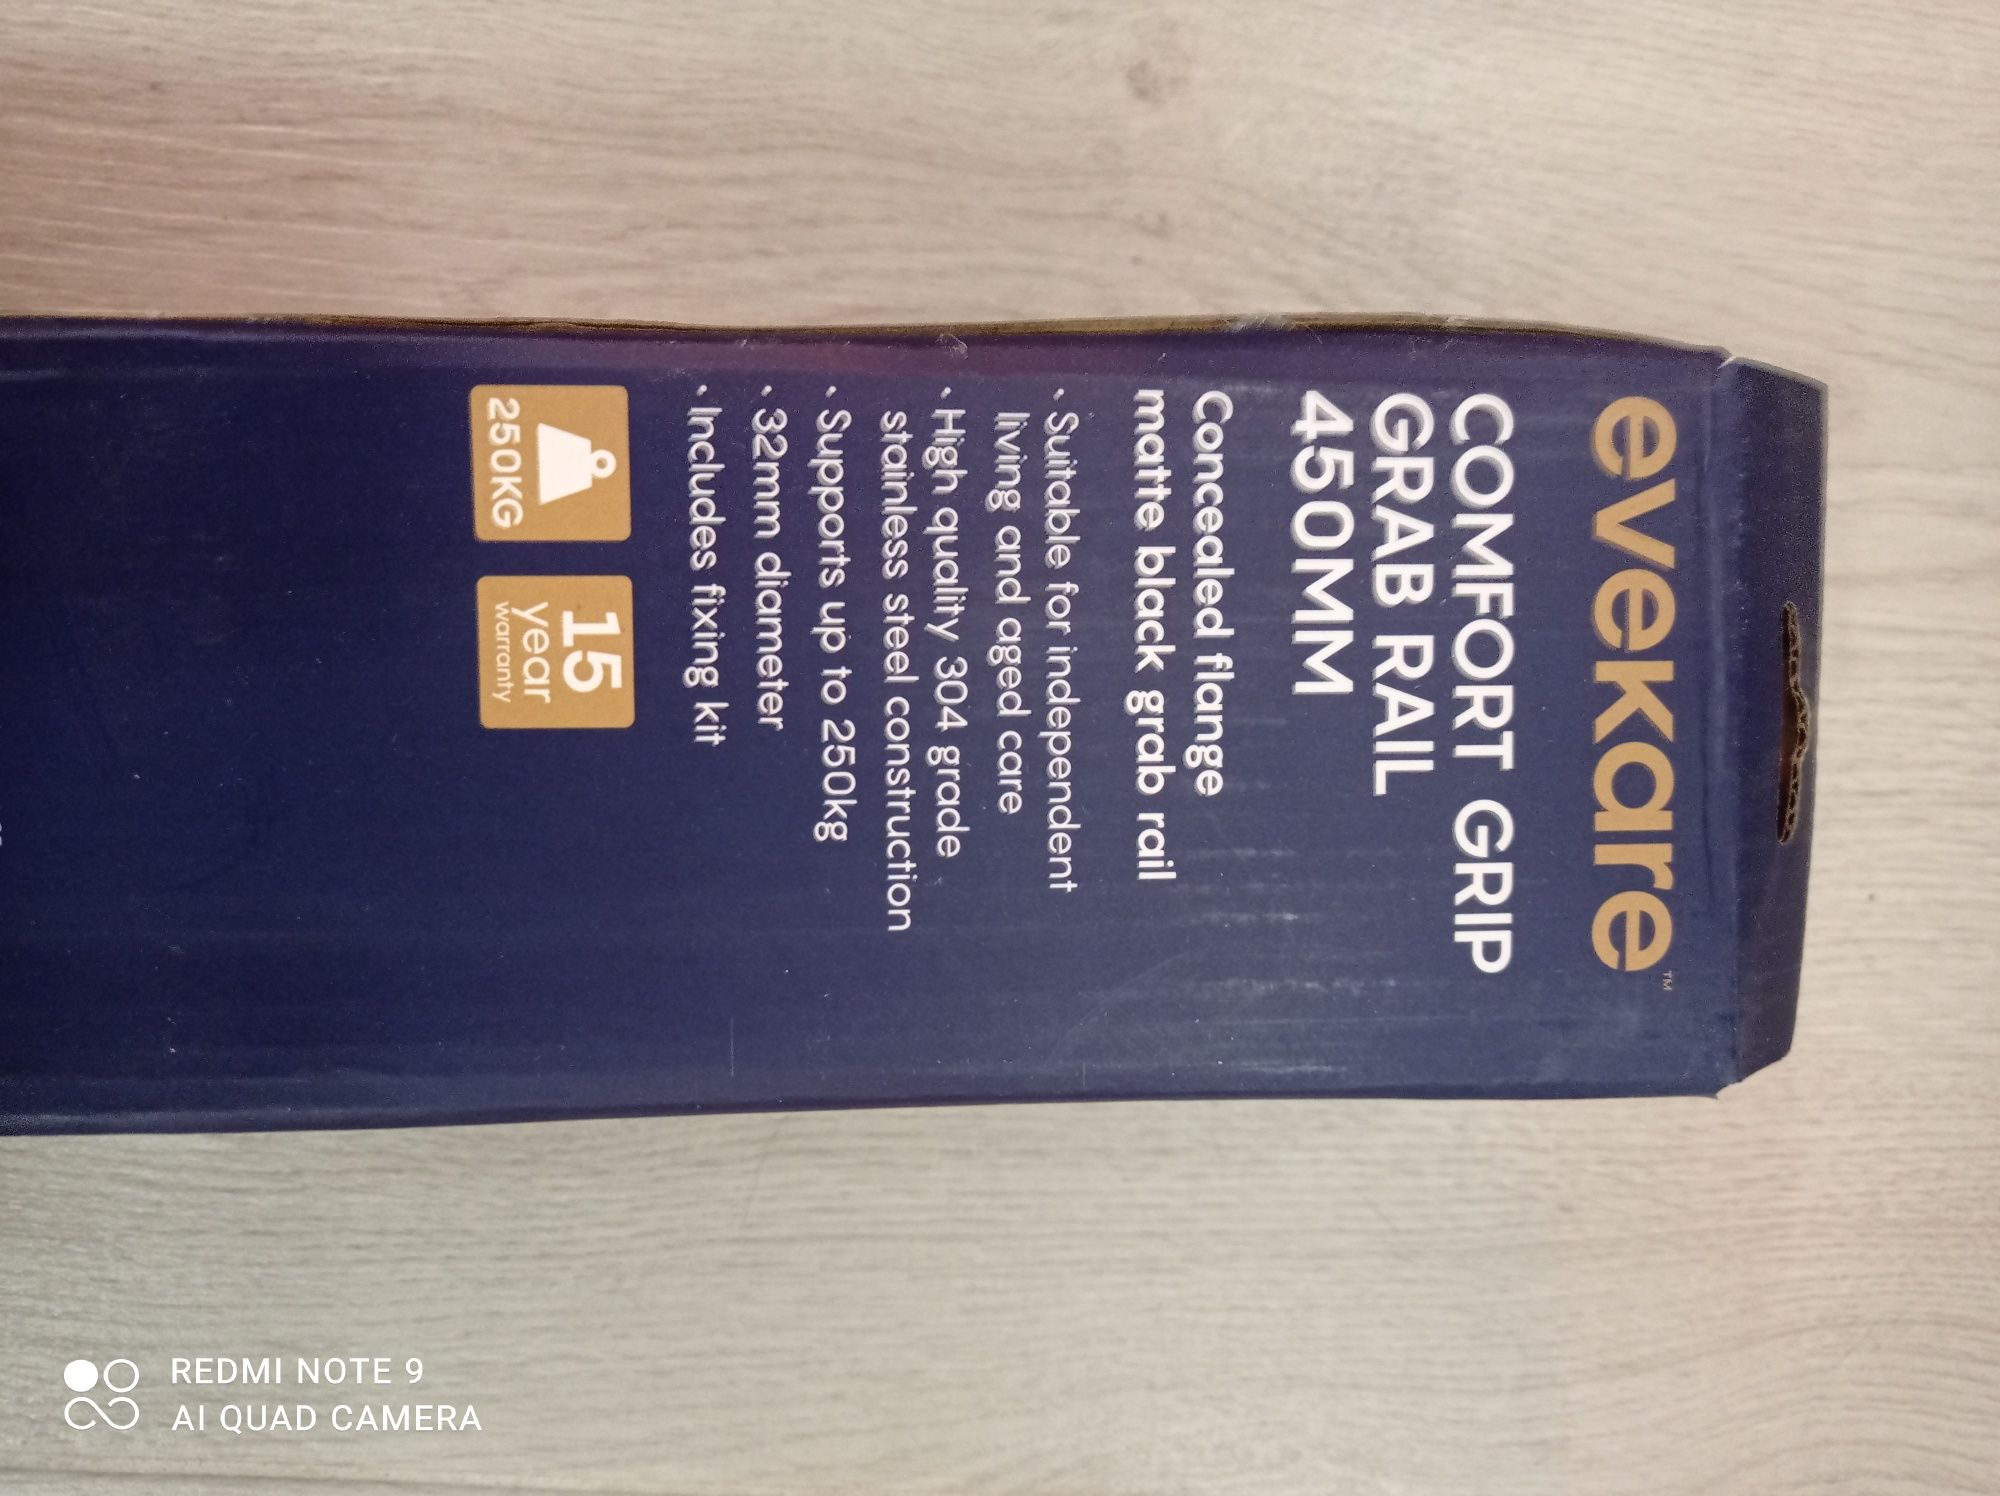 evekare™
COMFORT GRIP
GRAB RAIL
450MM
Concealed flange
matte black grab rail
• Suitable for independent
living and aged care
• High quality 304 grade
stainless steel construction
• Supports up to 250kg
• 32mm diameter
• Includes fixing kit
250KG
15
year
warranty
REDMI NOTE 9
AI QUAD CAMERA